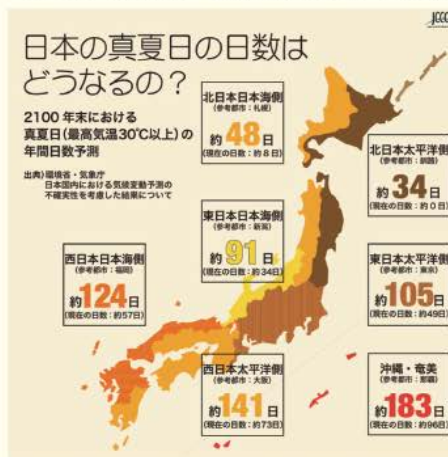 JCCCA
日本の真夏日の日数は
どうなるの？
2100 年末における
真夏日(最高気温30℃以上)の
年間日数予測
出典)環境省・気象庁
日本国内における気候変動予測の
不確実性を考慮した結果について
北日本日本海側
(参考都市:札幌)
約48日
(現在の日数:約8日)
北日本太平洋側
(参考都市:釧路)
約34日
(現在の日数:約0日)
東日本日本海側
(参考都市:新潟)
約91日
(現在の日数:約34日)
西日本日本海側
(参考都市:福岡)
約124日
(現在の日数:約57日)
東日本太平洋側
(参考都市:東京)
約105日
(現在の日数:約49日)
西日本太平洋側
(参考都市:大阪)
約141日
(現在の日数:約73日)
沖縄・奄美
(参考都市:那覇)
約183日
(現在の日数:約96日)